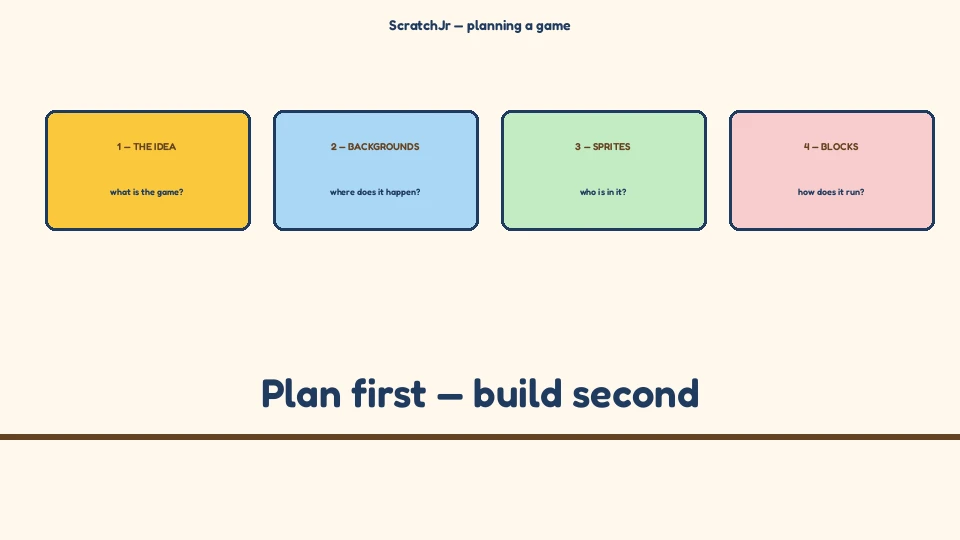 ScratchJr — planning a game
1 — THE IDEA
what is the game?
2 — BACKGROUNDS
where does it happen?
3 — SPRITES
who is in it?
4 — BLOCKS
how does it run?
Plan first — build second